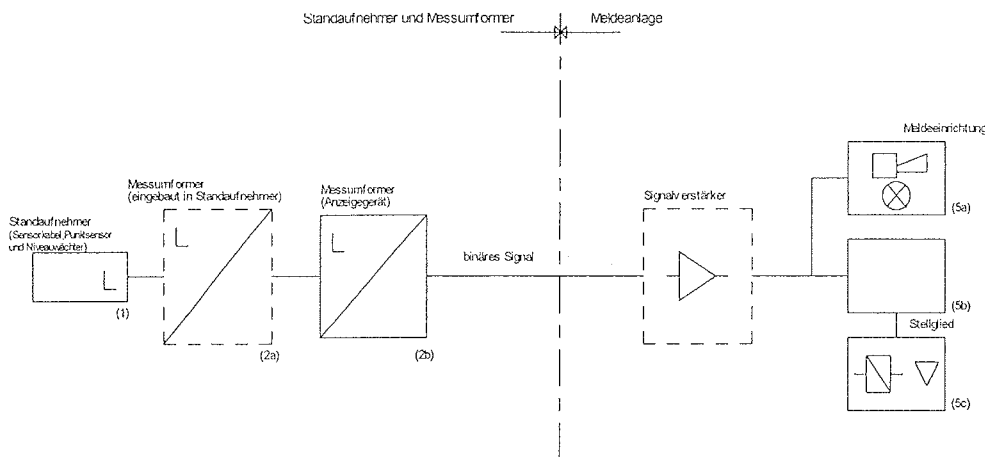 Standaufnehmer und Messumformer
Meldeanlage
Meldeeinrichtung
(5a)
Messumformer
(eingebaut in Standaufnehmer)
Messumformer
(Anzeigegerät)
Signalverstärker
Standaufnehmer
(Sensorkabel,Punktsensor
und Niveauwächter)
L
(1)
L
(2a)
L
(2b)
binäres Signal
(5b)
Stellglied
(5c)